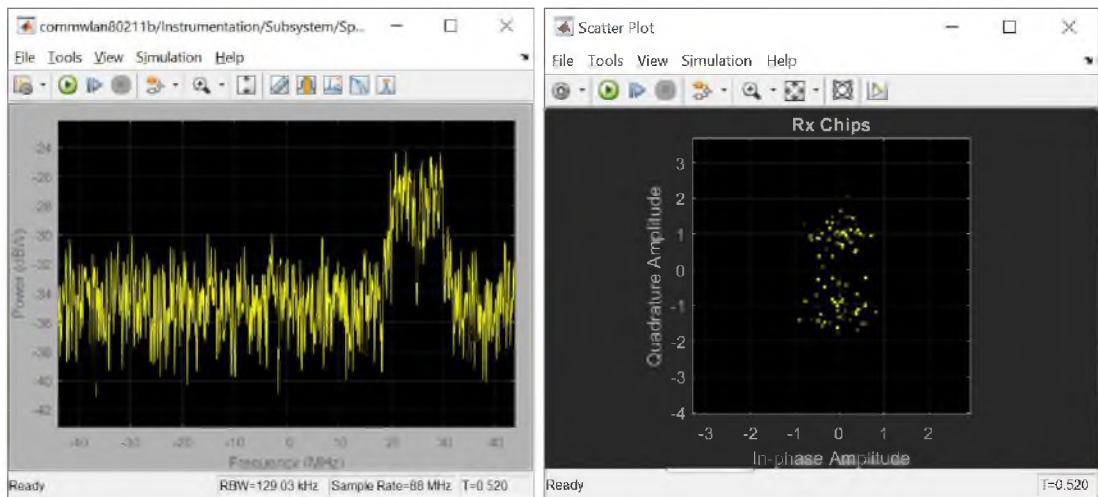 commwlan80211b/Instrumentation/Subsystem/Sp...
File Tools View Simulation Help
-24
-26
-28
-30
-32
-34
-36
-38
-40
-42
Power (dBW)
-40 -30 -20 -10 0 10 20 30 40
Frequency (MHz)
Ready RBW=129.03 kHz Sample Rate=88 MHz T=0.520
Scatter Plot
File Tools View Simulation Help
Rx Chips
3
2
1
0
-1
-2
-3
-4
Quadrature Amplitude
-3 -2 -1 0 1 2
In-phase Amplitude
Ready T=0.520